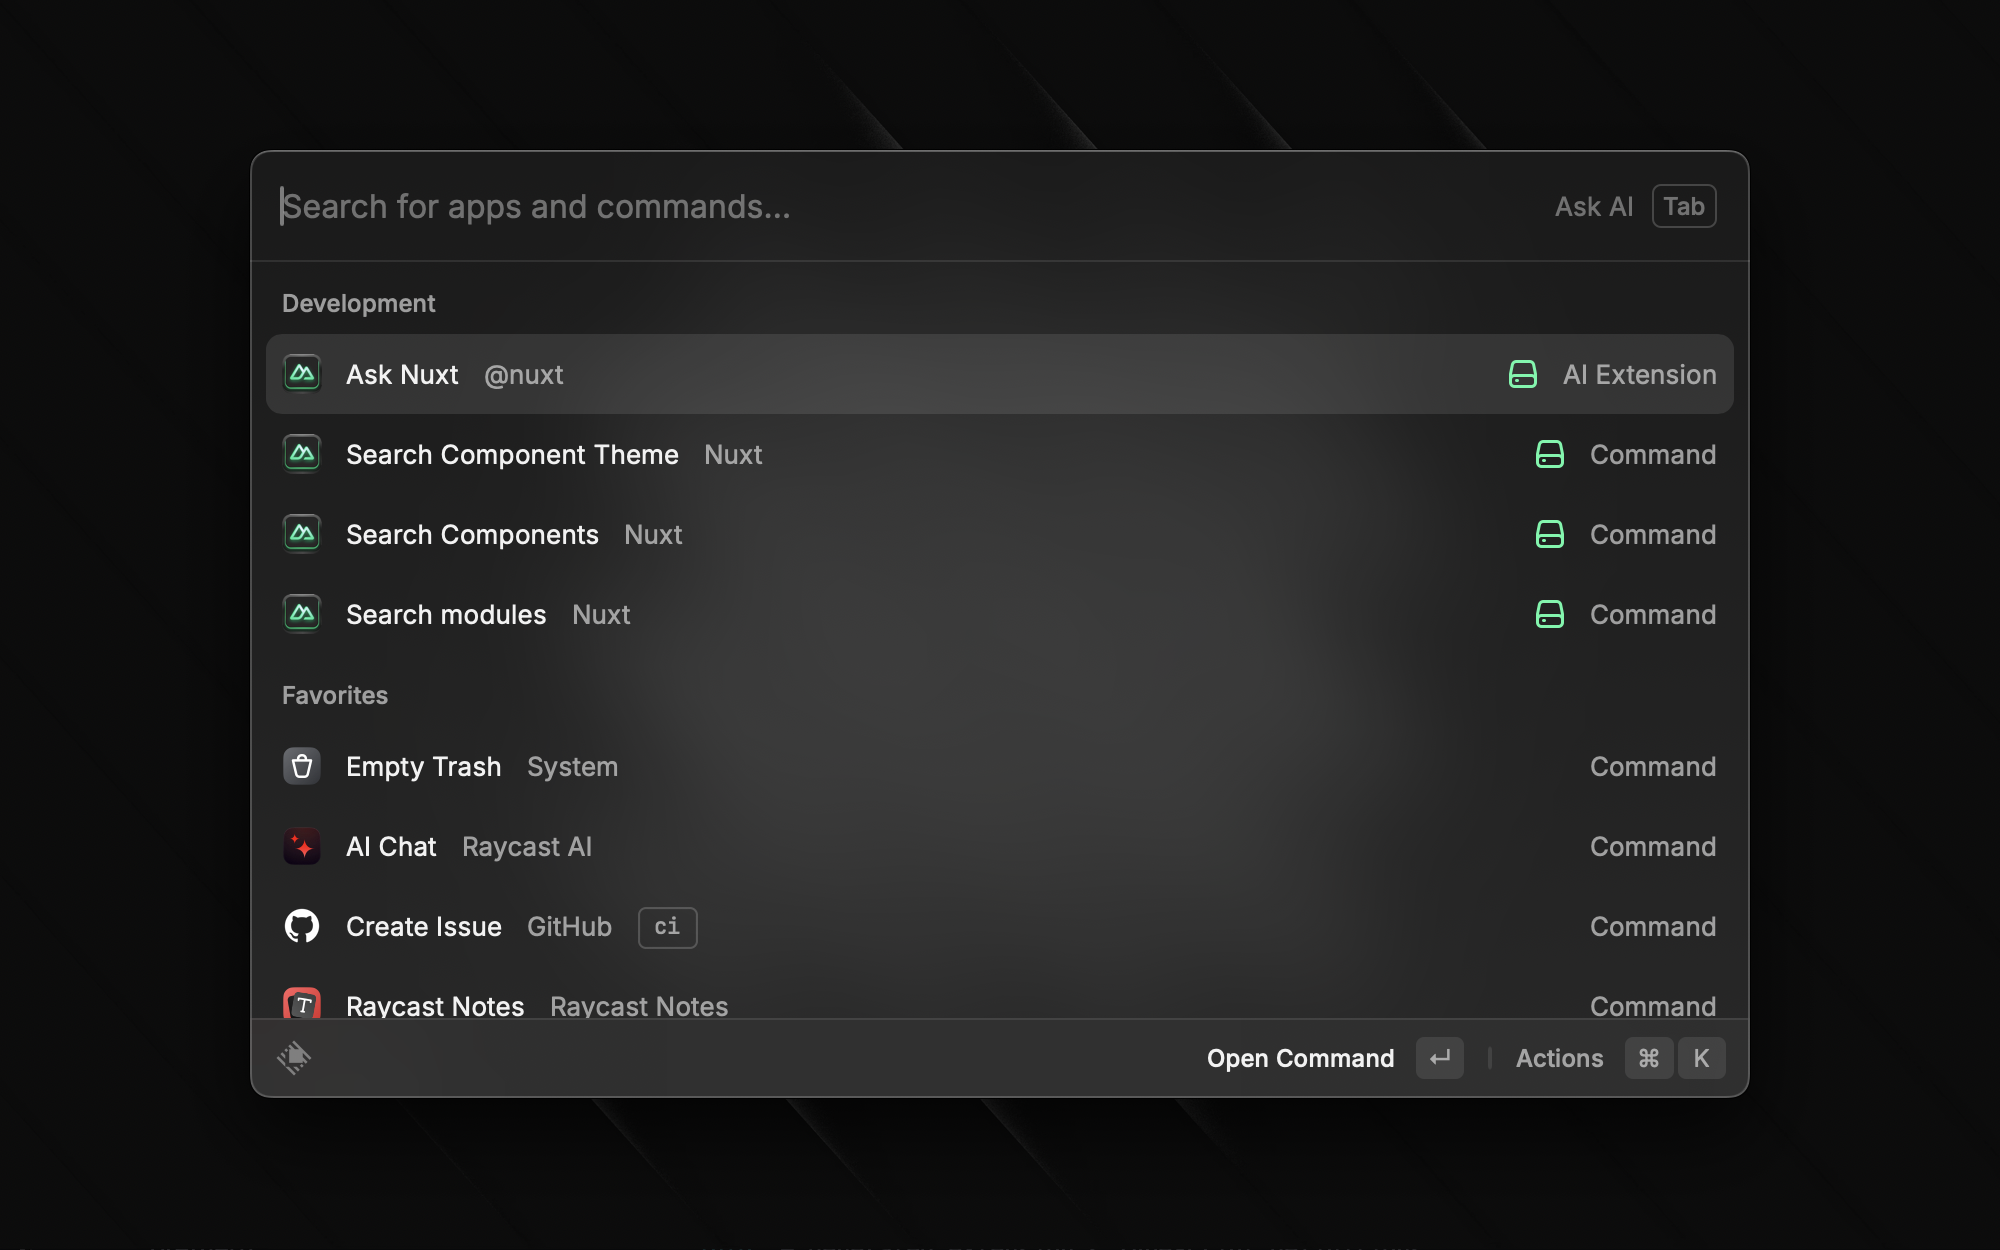 Search for apps and commands... Ask AI Tab
Development
Ask Nuxt @nuxt AI Extension
Search Component Theme Nuxt Command
Search Components Nuxt Command
Search modules Nuxt Command
Favorites
Empty Trash System Command
AI Chat Raycast AI Command
Create Issue GitHub ci Command
T Raycast Notes Raycast Notes Command
Open Command ↵ Actions ⌘ K